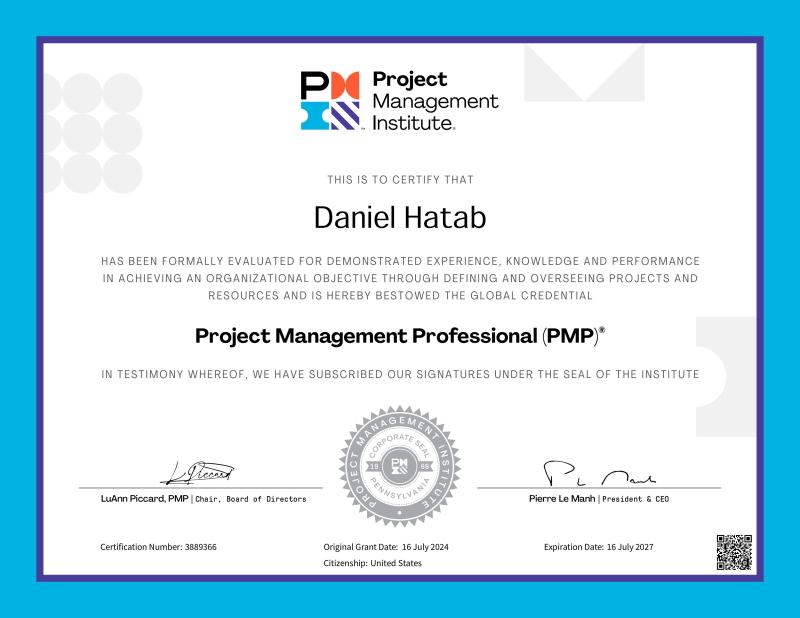 Project
Management
Institute.
THIS IS TO CERTIFY THAT
Daniel Hatab
HAS BEEN FORMALLY EVALUATED FOR DEMONSTRATED EXPERIENCE, KNOWLEDGE AND PERFORMANCE
IN ACHIEVING AN ORGANIZATIONAL OBJECTIVE THROUGH DEFINING AND OVERSEEING PROJECTS AND
RESOURCES AND IS HEREBY BESTOWED THE GLOBAL CREDENTIAL
Project Management Professional (PMP)®
IN TESTIMONY WHEREOF, WE HAVE SUBSCRIBED OUR SIGNATURES UNDER THE SEAL OF THE INSTITUTE
PROJECT MANAGEMENT INSTITUTE
CORPORATE SEAL
19 69
PENNSYLVANIA
LuAnn Piccard, PMP | Chair, Board of Directors
Pierre Le Manh | President & CEO
Certification Number: 3889366
Original Grant Date: 16 July 2024
Expiration Date: 16 July 2027
Citizenship: United States